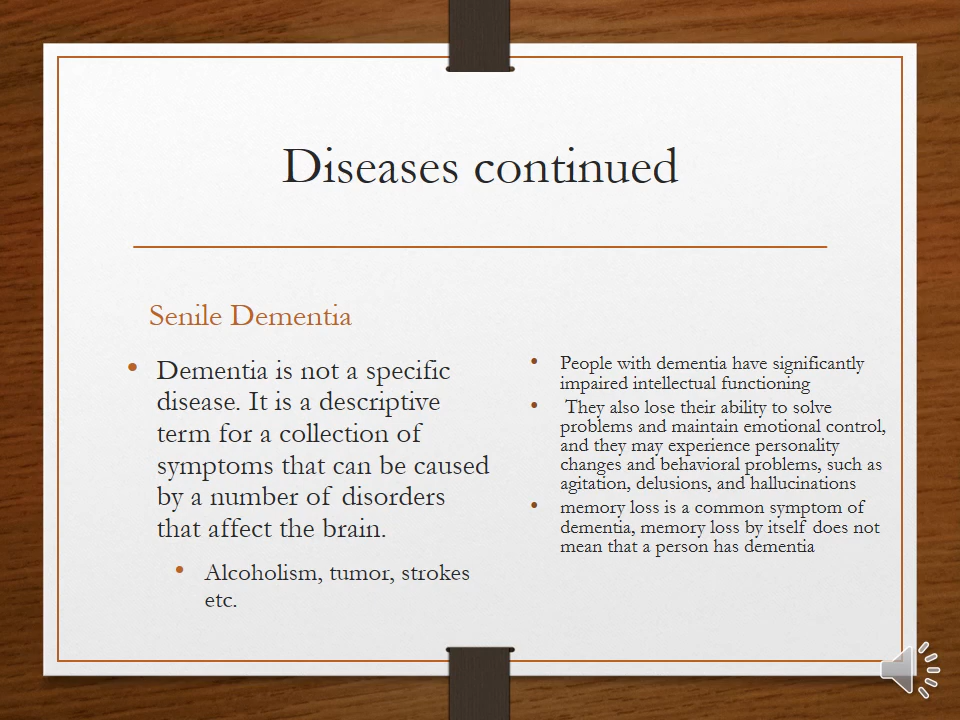 Diseases continued
Senile Dementia
• Dementia is not a specific
disease. It is a descriptive
term for a collection of
symptoms that can be caused
by a number of disorders
that affect the brain.
• Alcoholism, tumor, strokes
etc.
• People with dementia have significantly
impaired intellectual functioning
• They also lose their ability to solve
problems and maintain emotional control,
and they may experience personality
changes and behavioral problems, such as
agitation, delusions, and hallucinations
• memory loss is a common symptom of
dementia, memory loss by itself does not
mean that a person has dementia